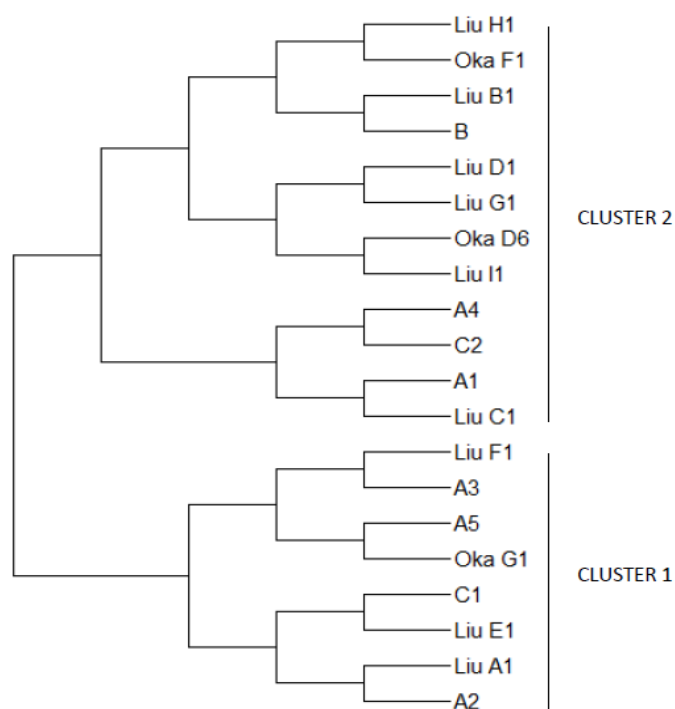 Liu H1
Oka F1
Liu B1
B
Liu D1
Liu G1
CLUSTER 2
Oka D6
Liu I1
A4
C2
A1
Liu C1
Liu F1
A3
A5
Oka G1
CLUSTER 1
C1
Liu E1
Liu A1
A2